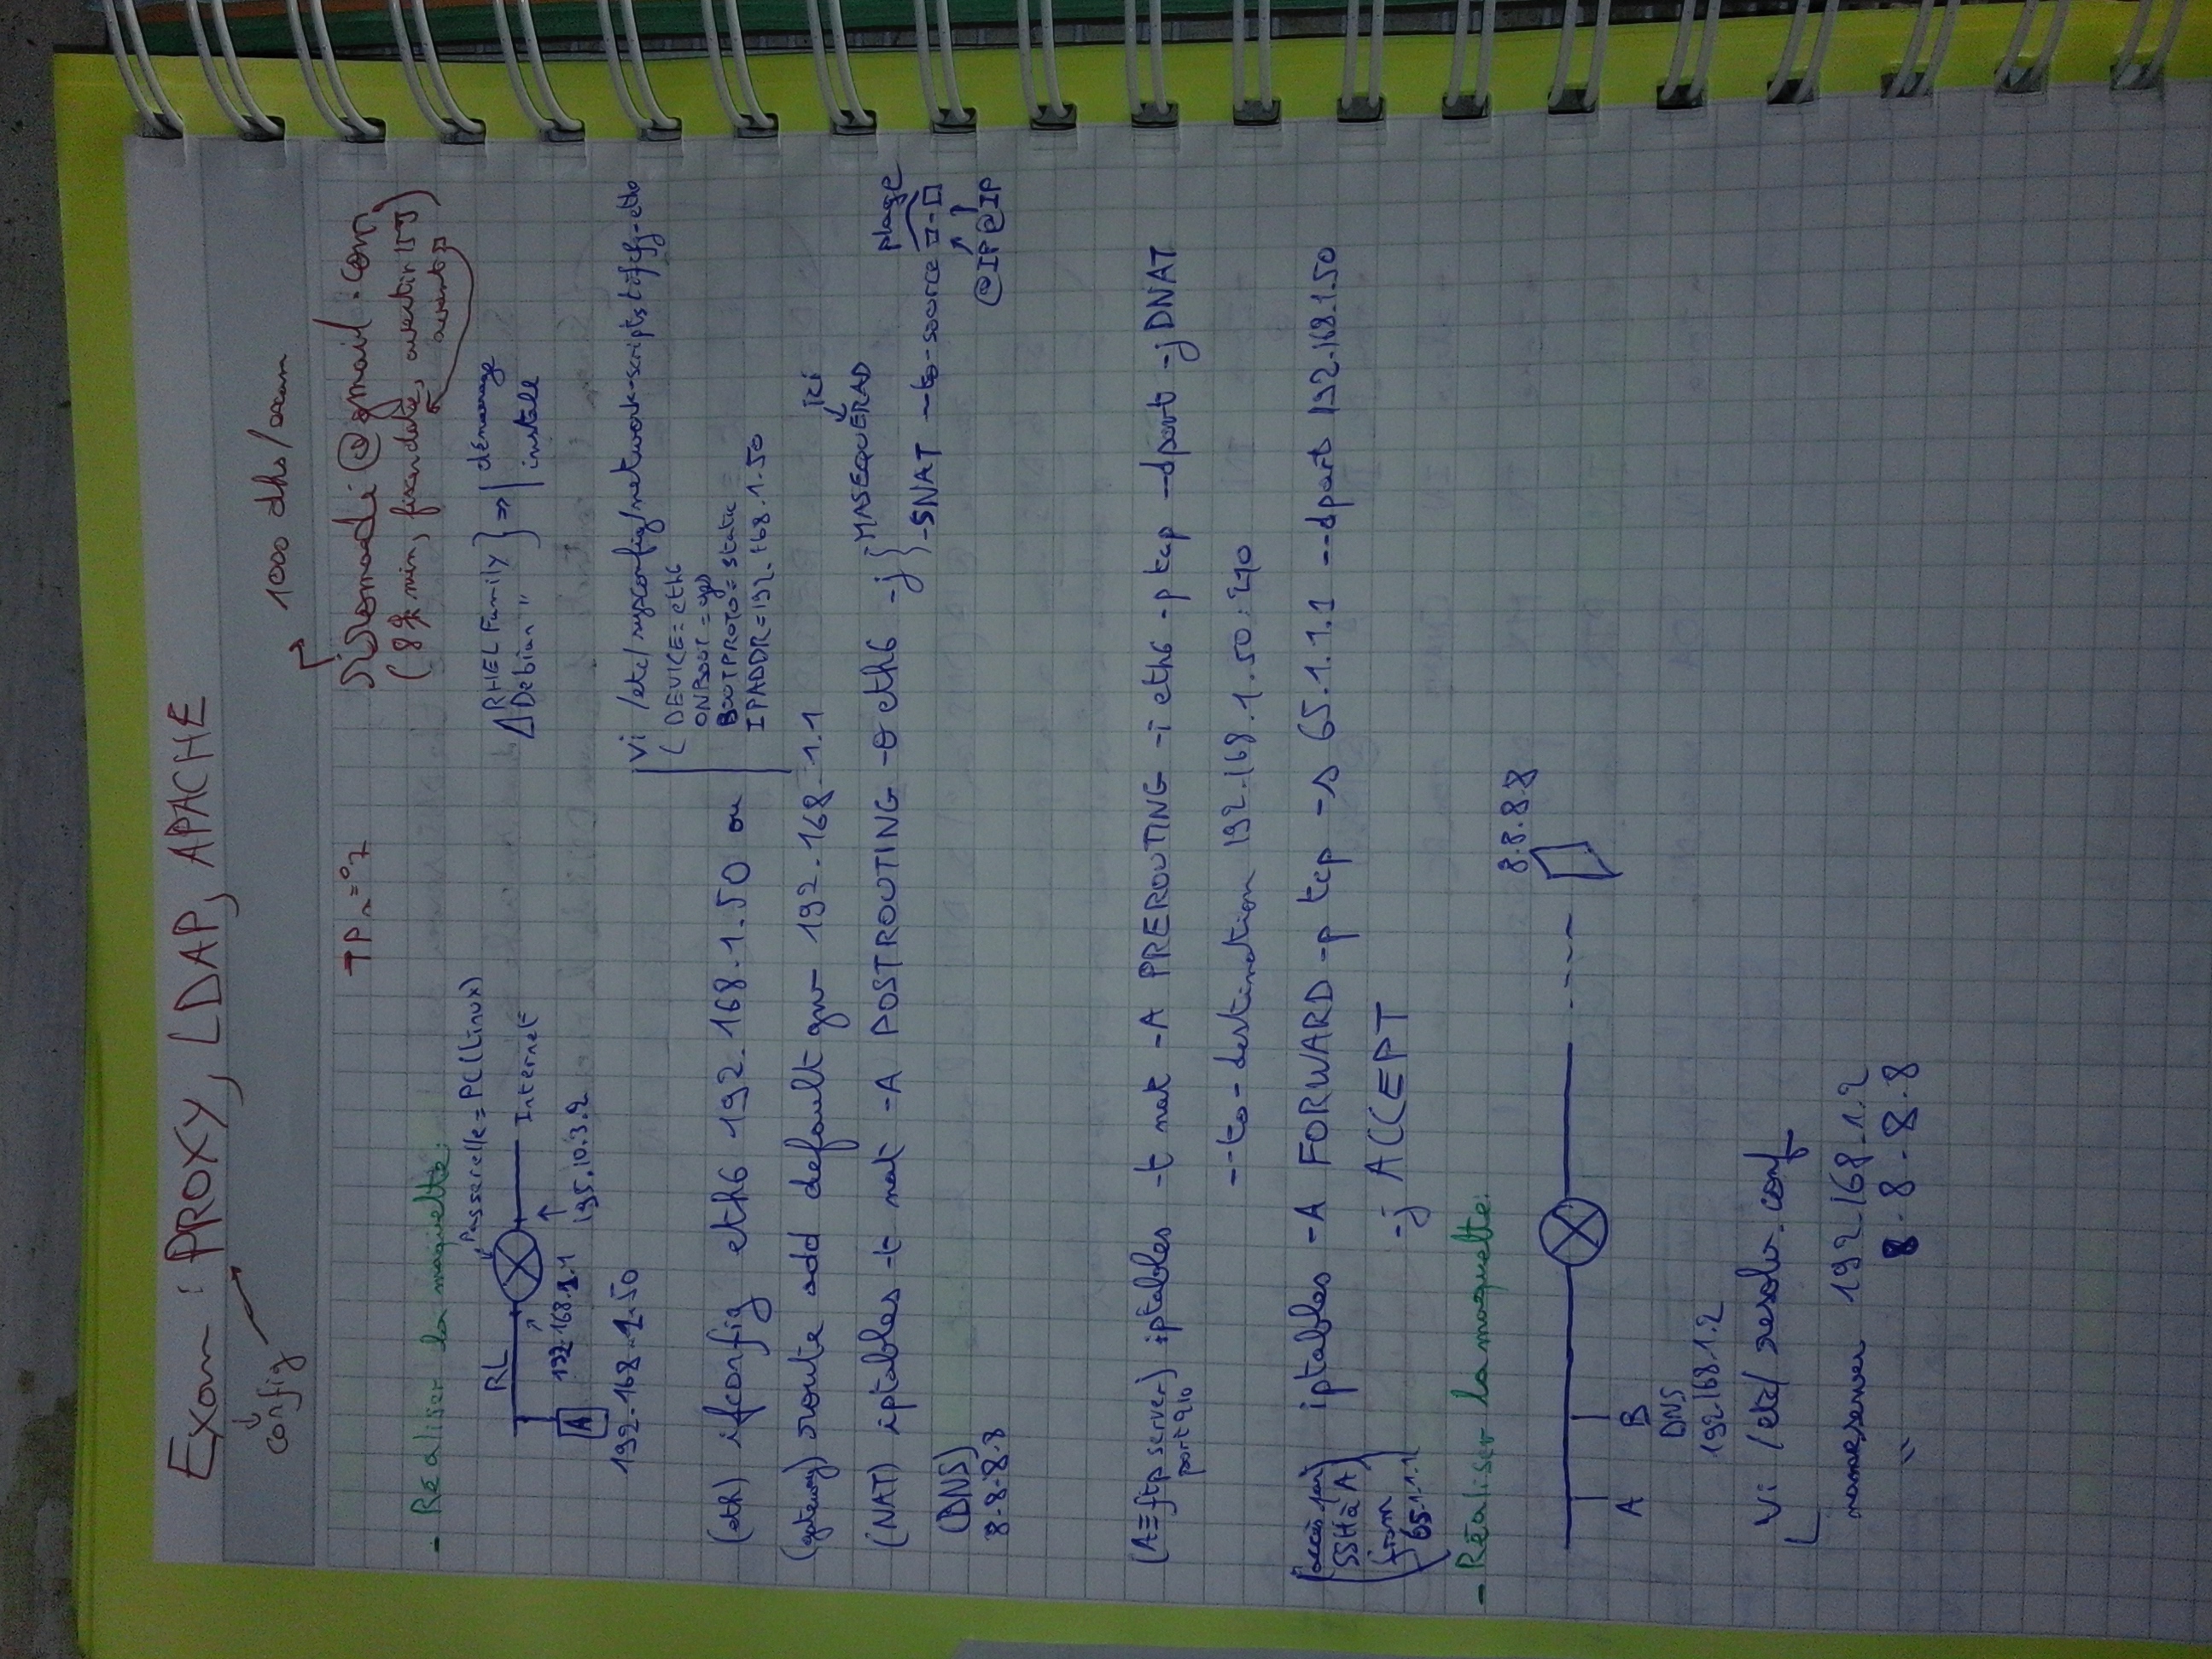 Exam : PROXY, LDAP, APACHE
config
1000 dhs/exam
TP n=°7
@gmail.com
(8 min, fixer date, avertir 15J
avant)
- Réaliser la maquette:
Passerelle = PC(Linux)
RL
Internet
192.168.1.1
195.10.3.2
A
192.168.1.50
Δ RHEL Family
Debian "
=> démarrage
install
(eth) ifconfig eth6 192.168.1.50 ou
vi /etc/sysconfig/network-scripts/ifcfg-eth0
DEVICE=eth6
ONBOOT=yes
BOOTPROTO=static
IPADDR=192.168.1.50
(gateway) route add default gw 192.168.1.1
ici
(NAT) iptables -t nat -A POSTROUTING -o eth6 -j
-MASEQUERAD
-SNAT --to-source □-□
plage
@IP @IP
(DNS)
8.8.8.8
(A≡ftp server) iptables -t nat -A PREROUTING -i eth6 -p tcp --dport -j DNAT
port 210
--to-destination 192.168.1.50:210
(accès par
SSH à A)
from
65.1.1.1
iptables -A FORWARD -p tcp -s 65.1.1.1 --dport 192.168.1.50
-j ACCEPT
- Réaliser la maquette:
8.8.8.8
A
B
DNS
192.168.1.2
Vi /etc/resolv.conf
nameserver 192.168.1.2
" 8.8.8.8